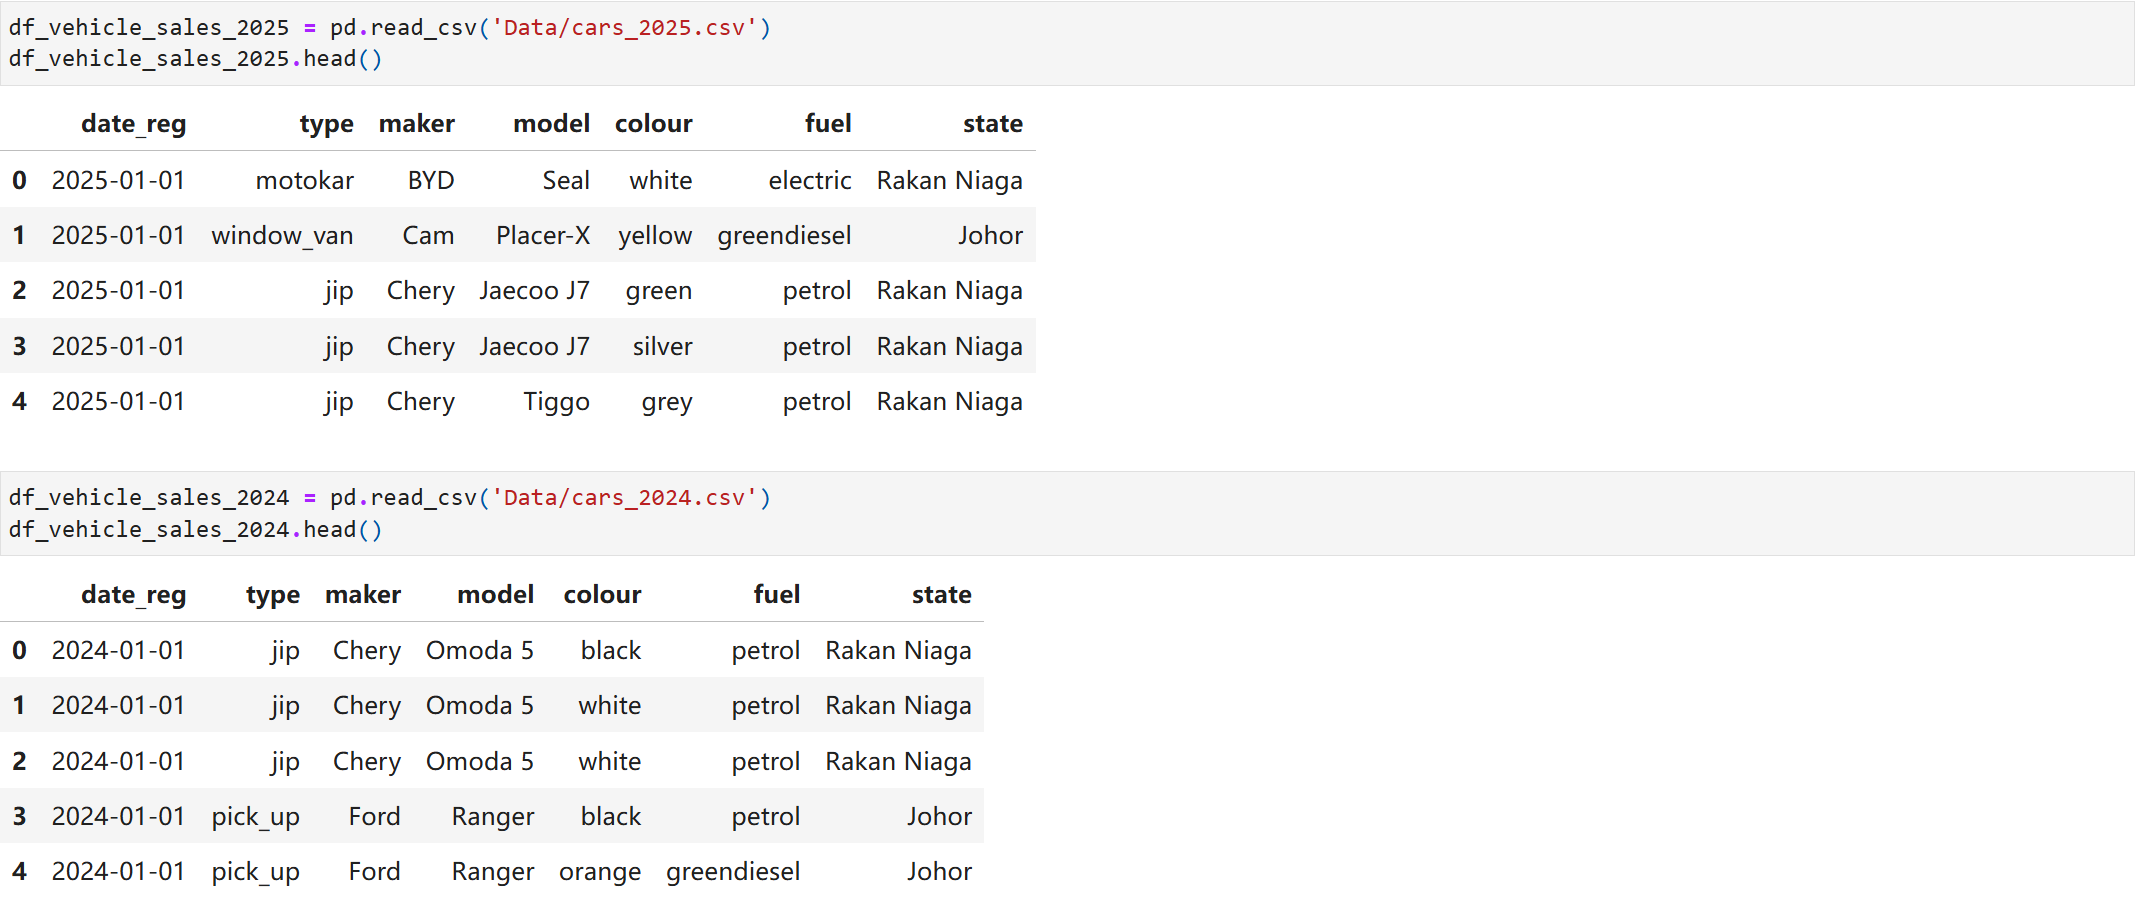 df_vehicle_sales_2025 = pd.read_csv('Data/cars_2025.csv')
df_vehicle_sales_2025.head()
date_reg type maker model colour fuel state
0 2025-01-01 motokar BYD Seal white electric Rakan Niaga
1 2025-01-01 window_van Cam Placer-X yellow greendiesel Johor
2 2025-01-01 jip Chery Jaecoo J7 green petrol Rakan Niaga
3 2025-01-01 jip Chery Jaecoo J7 silver petrol Rakan Niaga
4 2025-01-01 jip Chery Tiggo grey petrol Rakan Niaga
df_vehicle_sales_2024 = pd.read_csv('Data/cars_2024.csv')
df_vehicle_sales_2024.head()
date_reg type maker model colour fuel state
0 2024-01-01 jip Chery Omoda 5 black petrol Rakan Niaga
1 2024-01-01 jip Chery Omoda 5 white petrol Rakan Niaga
2 2024-01-01 jip Chery Omoda 5 white petrol Rakan Niaga
3 2024-01-01 pick_up Ford Ranger black petrol Johor
4 2024-01-01 pick_up Ford Ranger orange greendiesel Johor